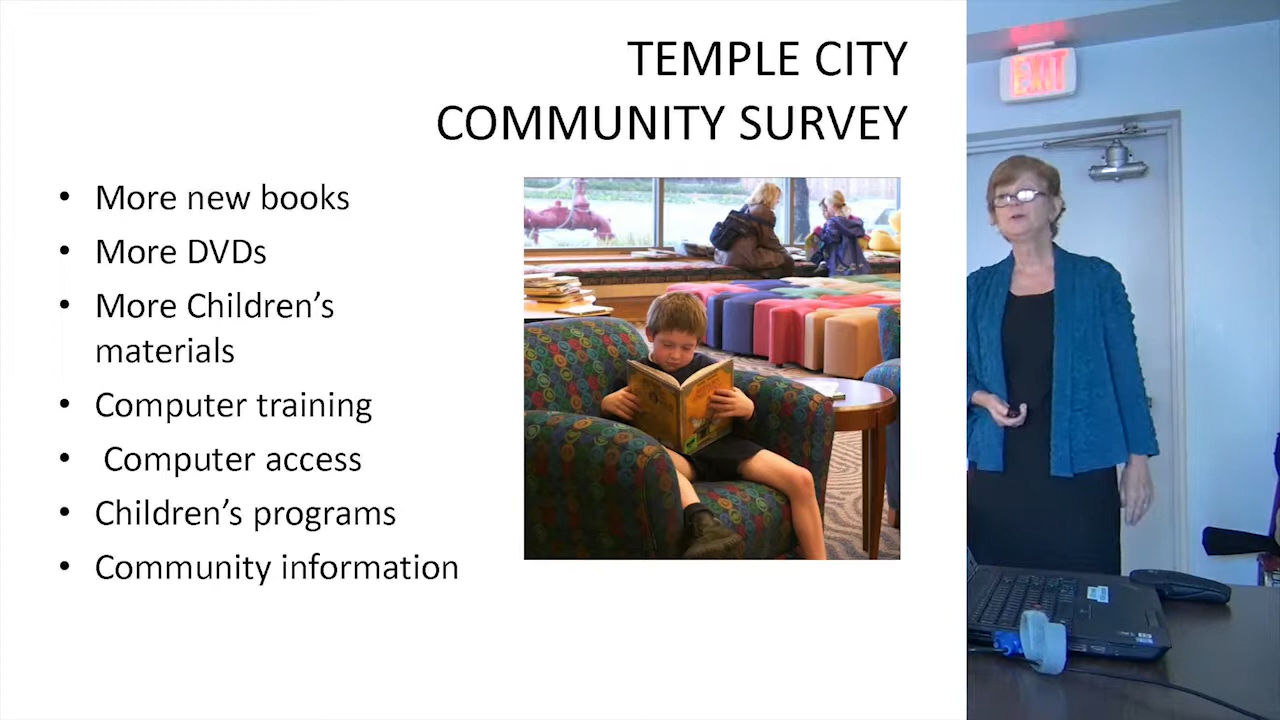 TEMPLE CITY
COMMUNITY SURVEY
• More new books
• More DVDs
• More Children’s
materials
• Computer training
• Computer access
• Children’s programs
• Community information
EXIT